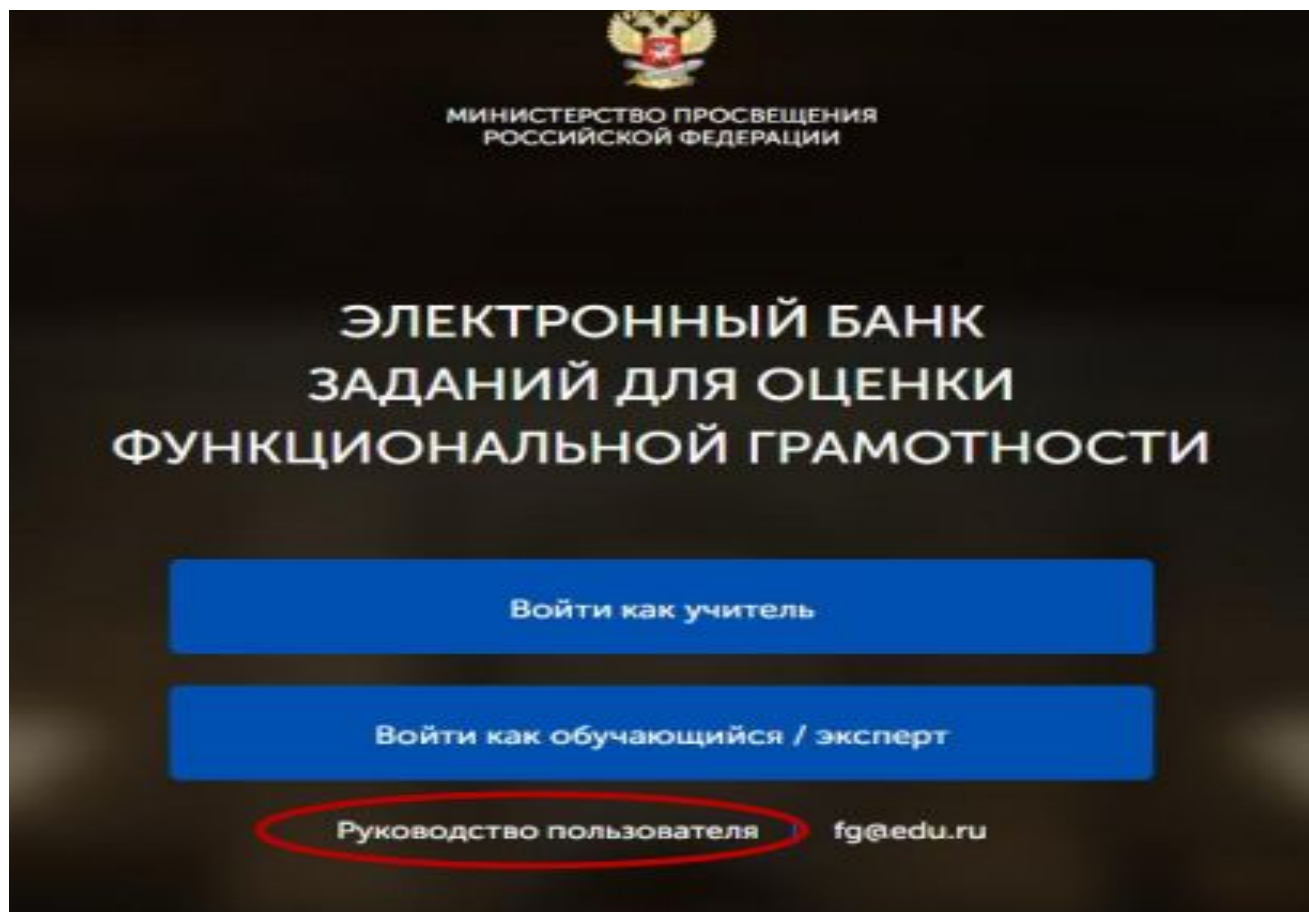 МИНИСТЕРСТВО ПРОСВЕЩЕНИЯ
РОССИЙСКОЙ ФЕДЕРАЦИИ
ЭЛЕКТРОННЫЙ БАНК
ЗАДАНИЙ ДЛЯ ОЦЕНКИ
ФУНКЦИОНАЛЬНОЙ ГРАМОТНОСТИ
Войти как учитель
Войти как обучающийся / эксперт
Руководство пользователя | fg@edu.ru